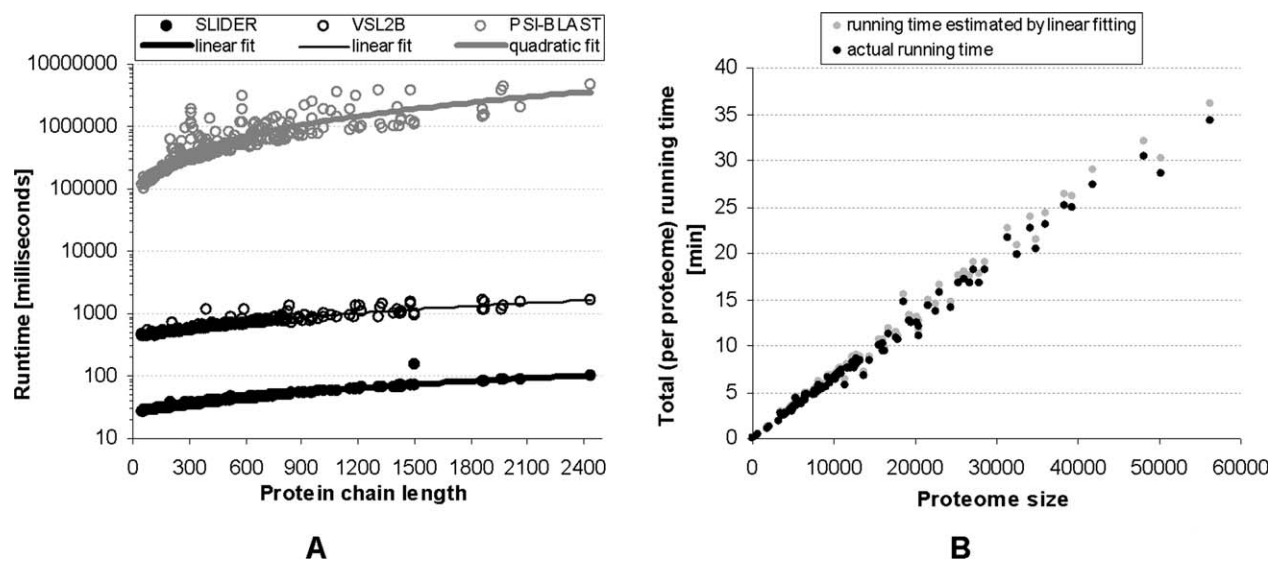 SLIDER VSL2B PSI-BLAST
linear fit linear fit quadratic fit
10000000
1000000
100000
10000
1000
100
10
0 300 600 900 1200 1500 1800 2100 2400
Protein chain length
Runtime [milliseconds]
A
running time estimated by linear fitting
actual running time
40
35
30
25
20
15
10
5
0
0 10000 20000 30000 40000 50000 60000
Proteome size
Total (per proteome) running time
[min]
B